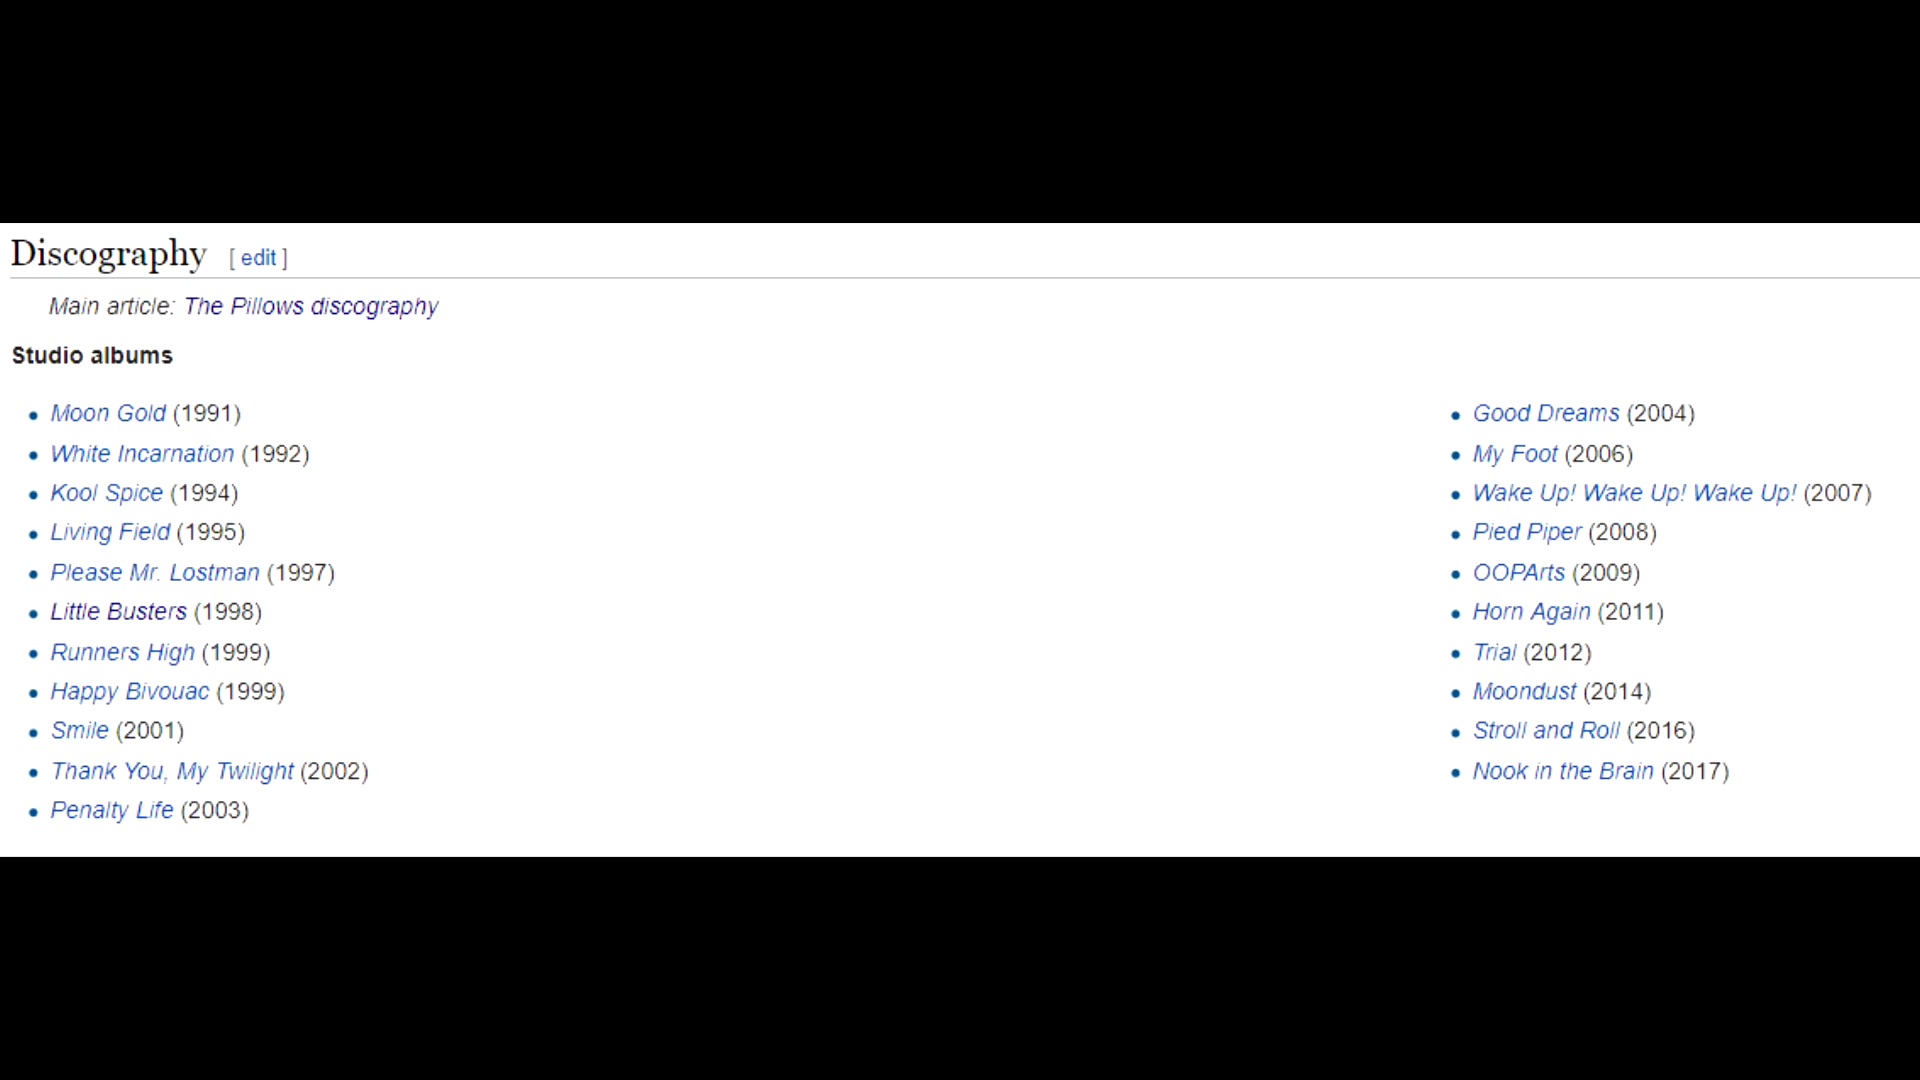 Discography [ edit ]
Main article: The Pillows discography
Studio albums
Moon Gold (1991)
White Incarnation (1992)
Kool Spice (1994)
Living Field (1995)
Please Mr. Lostman (1997)
Little Busters (1998)
Runners High (1999)
Happy Bivouac (1999)
Smile (2001)
Thank You, My Twilight (2002)
Penalty Life (2003)
Good Dreams (2004)
My Foot (2006)
Wake Up! Wake Up! Wake Up! (2007)
Pied Piper (2008)
OOPArts (2009)
Horn Again (2011)
Trial (2012)
Moondust (2014)
Stroll and Roll (2016)
Nook in the Brain (2017)